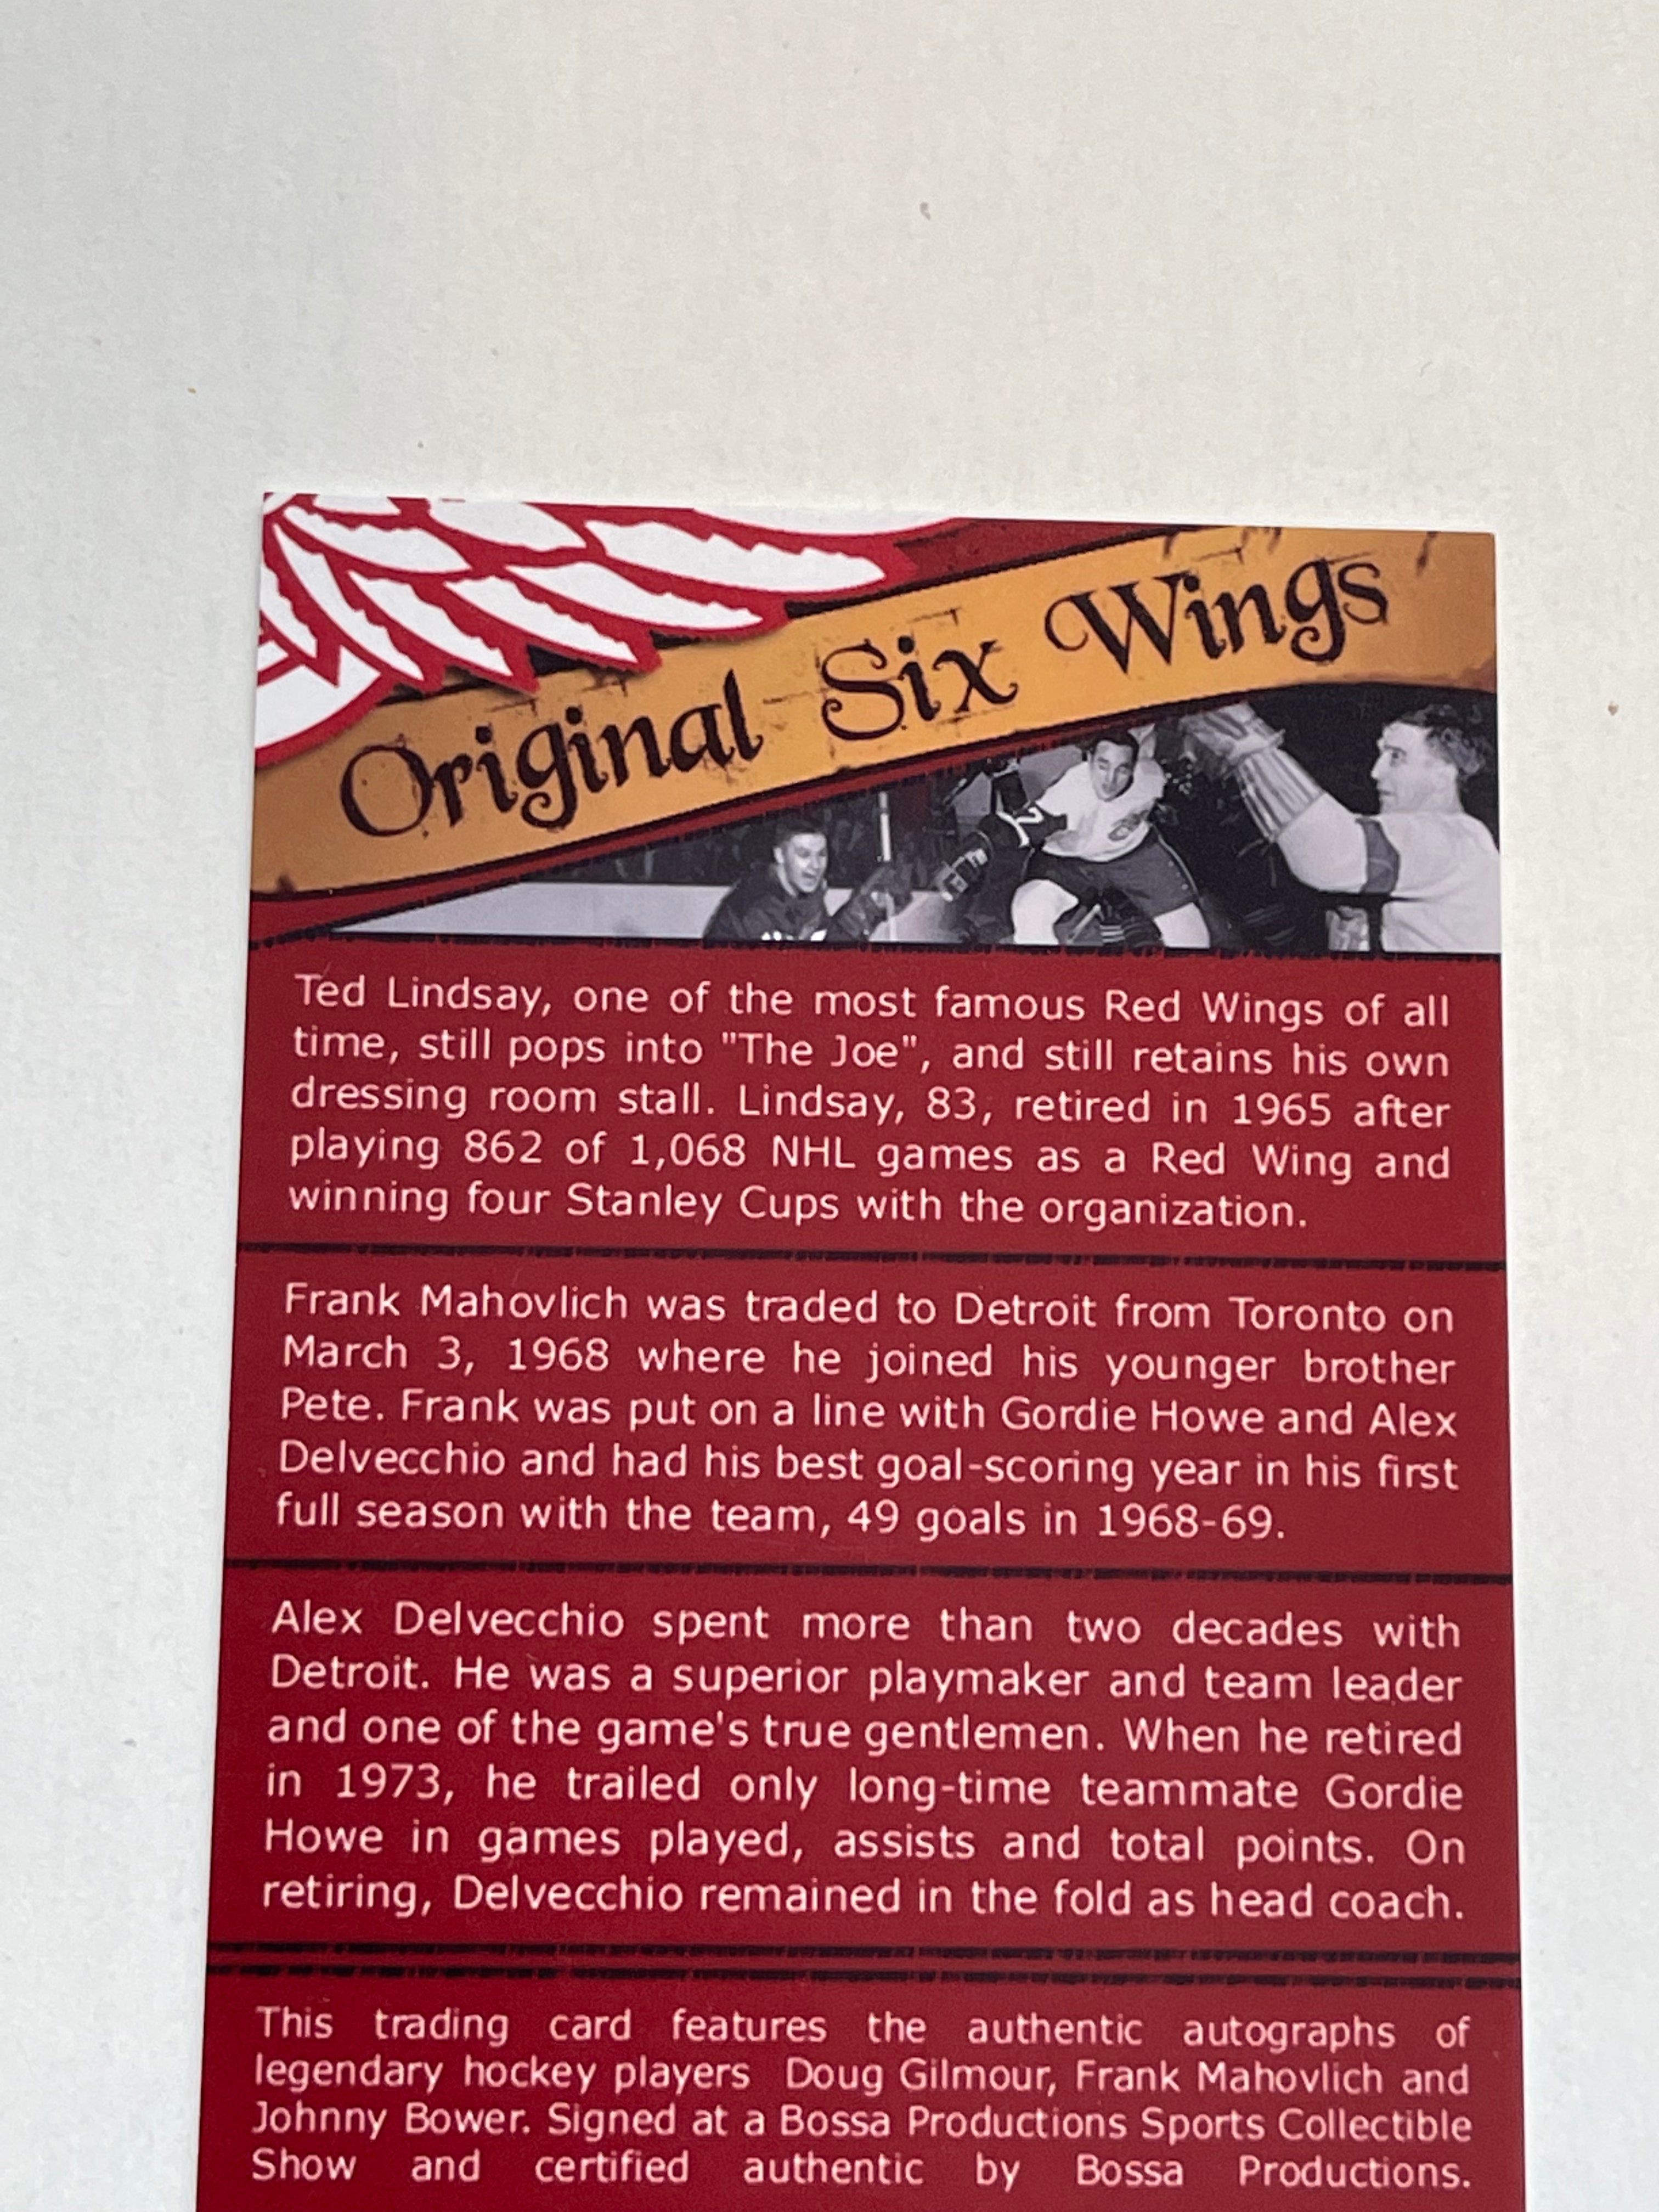 Original Six Wings
Ted Lindsay, one of the most famous Red Wings of all
time, still pops into "The Joe", and still retains his own
dressing room stall. Lindsay, 83, retired in 1965 after
playing 862 of 1,068 NHL games as a Red Wing and
winning four Stanley Cups with the organization.
Frank Mahovlich was traded to Detroit from Toronto on
March 3, 1968 where he joined his younger brother
Pete. Frank was put on a line with Gordie Howe and Alex
Delvecchio and had his best goal-scoring year in his first
full season with the team, 49 goals in 1968-69.
Alex Delvecchio spent more than two decades with
Detroit. He was a superior playmaker and team leader
and one of the game's true gentlemen. When he retired
in 1973, he trailed only long-time teammate Gordie
Howe in games played, assists and total points. On
retiring, Delvecchio remained in the fold as head coach.
This trading card features the authentic autographs of
legendary hockey players Doug Gilmour, Frank Mahovlich and
Johnny Bower. Signed at a Bossa Productions Sports Collectible
Show and certified authentic by Bossa Productions.